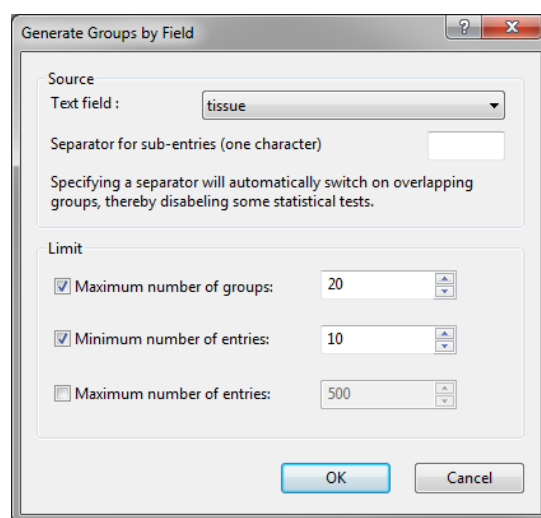 Generate Groups by Field
Source
Text field : tissue
Separator for sub-entries (one character)
Specifying a separator will automatically switch on overlapping
groups, thereby disabeling some statistical tests.
Limit
Maximum number of groups: 20
Minimum number of entries: 10
Maximum number of entries: 500
OK Cancel